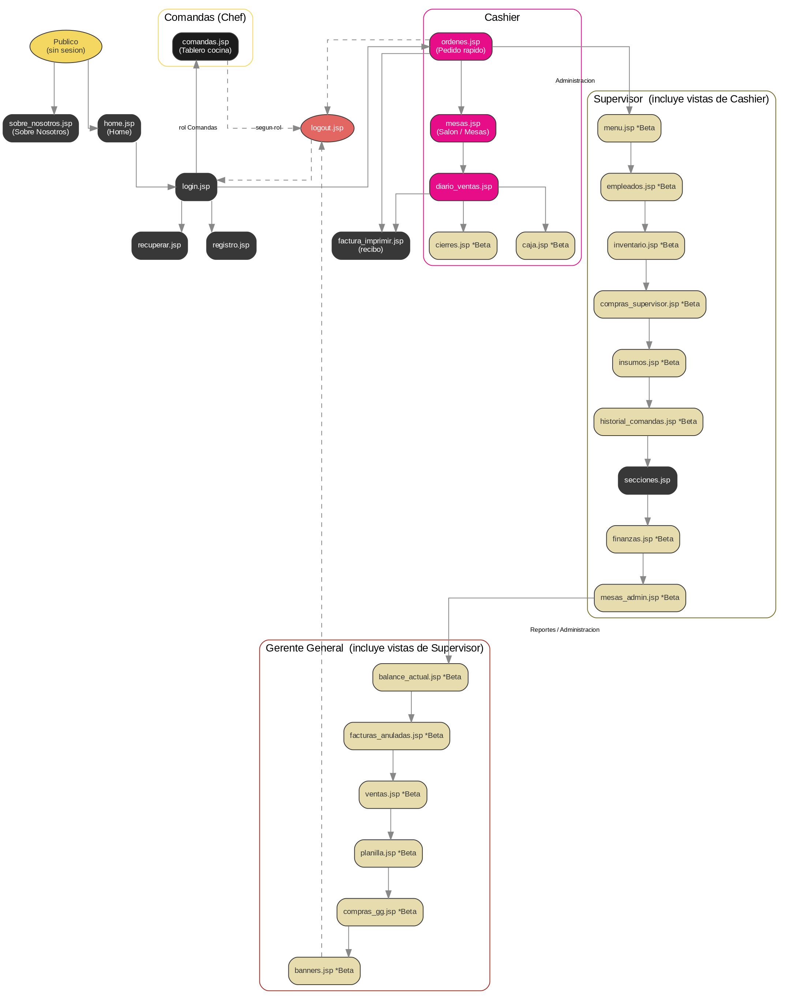 Comandas (Chef)
Cashier
Publico
(sin sesion)
comandas.jsp
(Tablero cocina)
ordenes.jsp
(Pedido rapido)
Administracion
Supervisor  (incluye vistas de Cashier)
sobre_nosotros.jsp
(Sobre Nosotros)
home.jsp
(Home)
rol Comandas
segun rol
logout.jsp
mesas.jsp
(Salon / Mesas)
menu.jsp *Beta
login.jsp
diario_ventas.jsp
empleados.jsp *Beta
recuperar.jsp
registro.jsp
factura_imprimir.jsp
(recibo)
cierres.jsp *Beta
caja.jsp *Beta
inventario.jsp *Beta
compras_supervisor.jsp *Beta
insumos.jsp *Beta
historial_comandas.jsp *Beta
secciones.jsp
finanzas.jsp *Beta
mesas_admin.jsp *Beta
Reportes / Administracion
Gerente General  (incluye vistas de Supervisor)
balance_actual.jsp *Beta
facturas_anuladas.jsp *Beta
ventas.jsp *Beta
planilla.jsp *Beta
compras_gg.jsp *Beta
banners.jsp *Beta